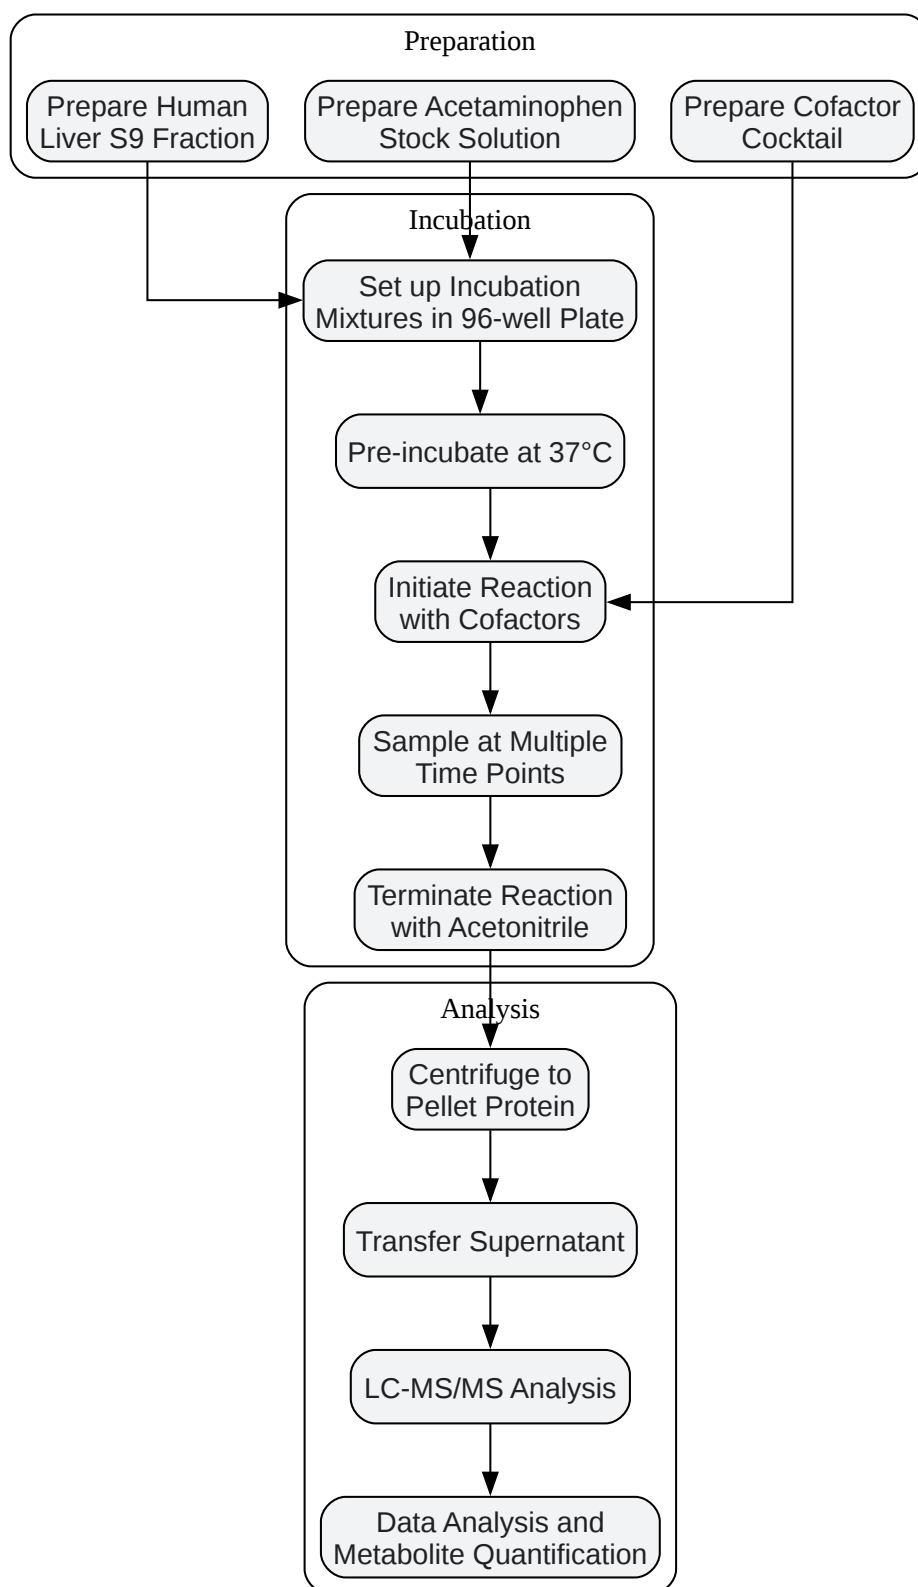 Preparation
Prepare Human
Liver S9 Fraction
Prepare Acetaminophen
Stock Solution
Prepare Cofactor
Cocktail
Incubation
Set up Incubation
Mixtures in 96-well Plate
Pre-incubate at 37°C
Initiate Reaction
with Cofactors
Sample at Multiple
Time Points
Terminate Reaction
with Acetonitrile
Analysis
Centrifuge to
Pellet Protein
Transfer Supernatant
LC-MS/MS Analysis
Data Analysis and
Metabolite Quantification